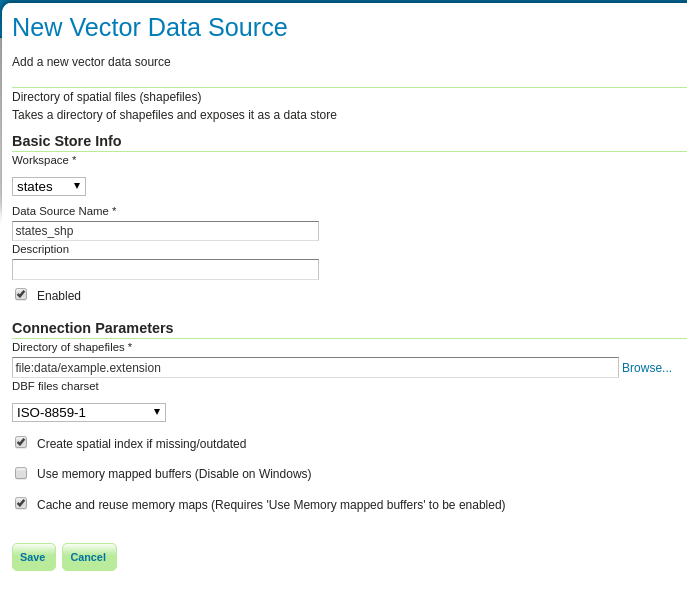 New Vector Data Source
Add a new vector data source
Directory of spatial files (shapefiles)
Takes a directory of shapefiles and exposes it as a data store
Basic Store Info
Workspace *
states
Data Source Name *
states_shp
Description
Enabled
Connection Parameters
Directory of shapefiles *
file:data/example.extension Browse...
DBF files charset
ISO-8859-1
Create spatial index if missing/outdated
Use memory mapped buffers (Disable on Windows)
Cache and reuse memory maps (Requires 'Use Memory mapped buffers' to be enabled)
Save Cancel